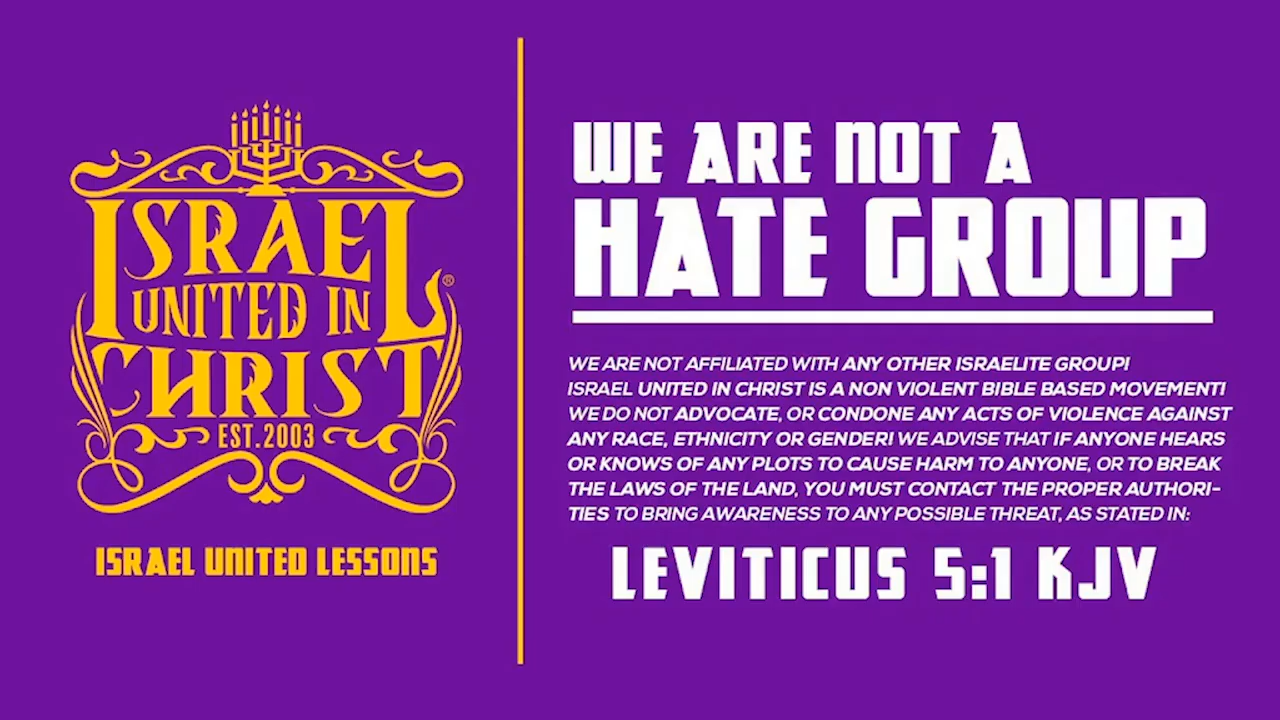 ISRAEL
UNITED IN
CHRIST
EST.2003
®
ISRAEL UNITED LESSONS
WE ARE NOT A
HATE GROUP
WE ARE NOT AFFILIATED WITH ANY OTHER ISRAELITE GROUP!
ISRAEL UNITED IN CHRIST IS A NON VIOLENT BIBLE BASED MOVEMENT!
WE DO NOT ADVOCATE, OR CONDONE ANY ACTS OF VIOLENCE AGAINST
ANY RACE, ETHNICITY OR GENDER! WE ADVISE THAT IF ANYONE HEARS
OR KNOWS OF ANY PLOTS TO CAUSE HARM TO ANYONE, OR TO BREAK
THE LAWS OF THE LAND, YOU MUST CONTACT THE PROPER AUTHORI-
TIES TO BRING AWARENESS TO ANY POSSIBLE THREAT, AS STATED IN:
LEVITICUS 5:1 KJV